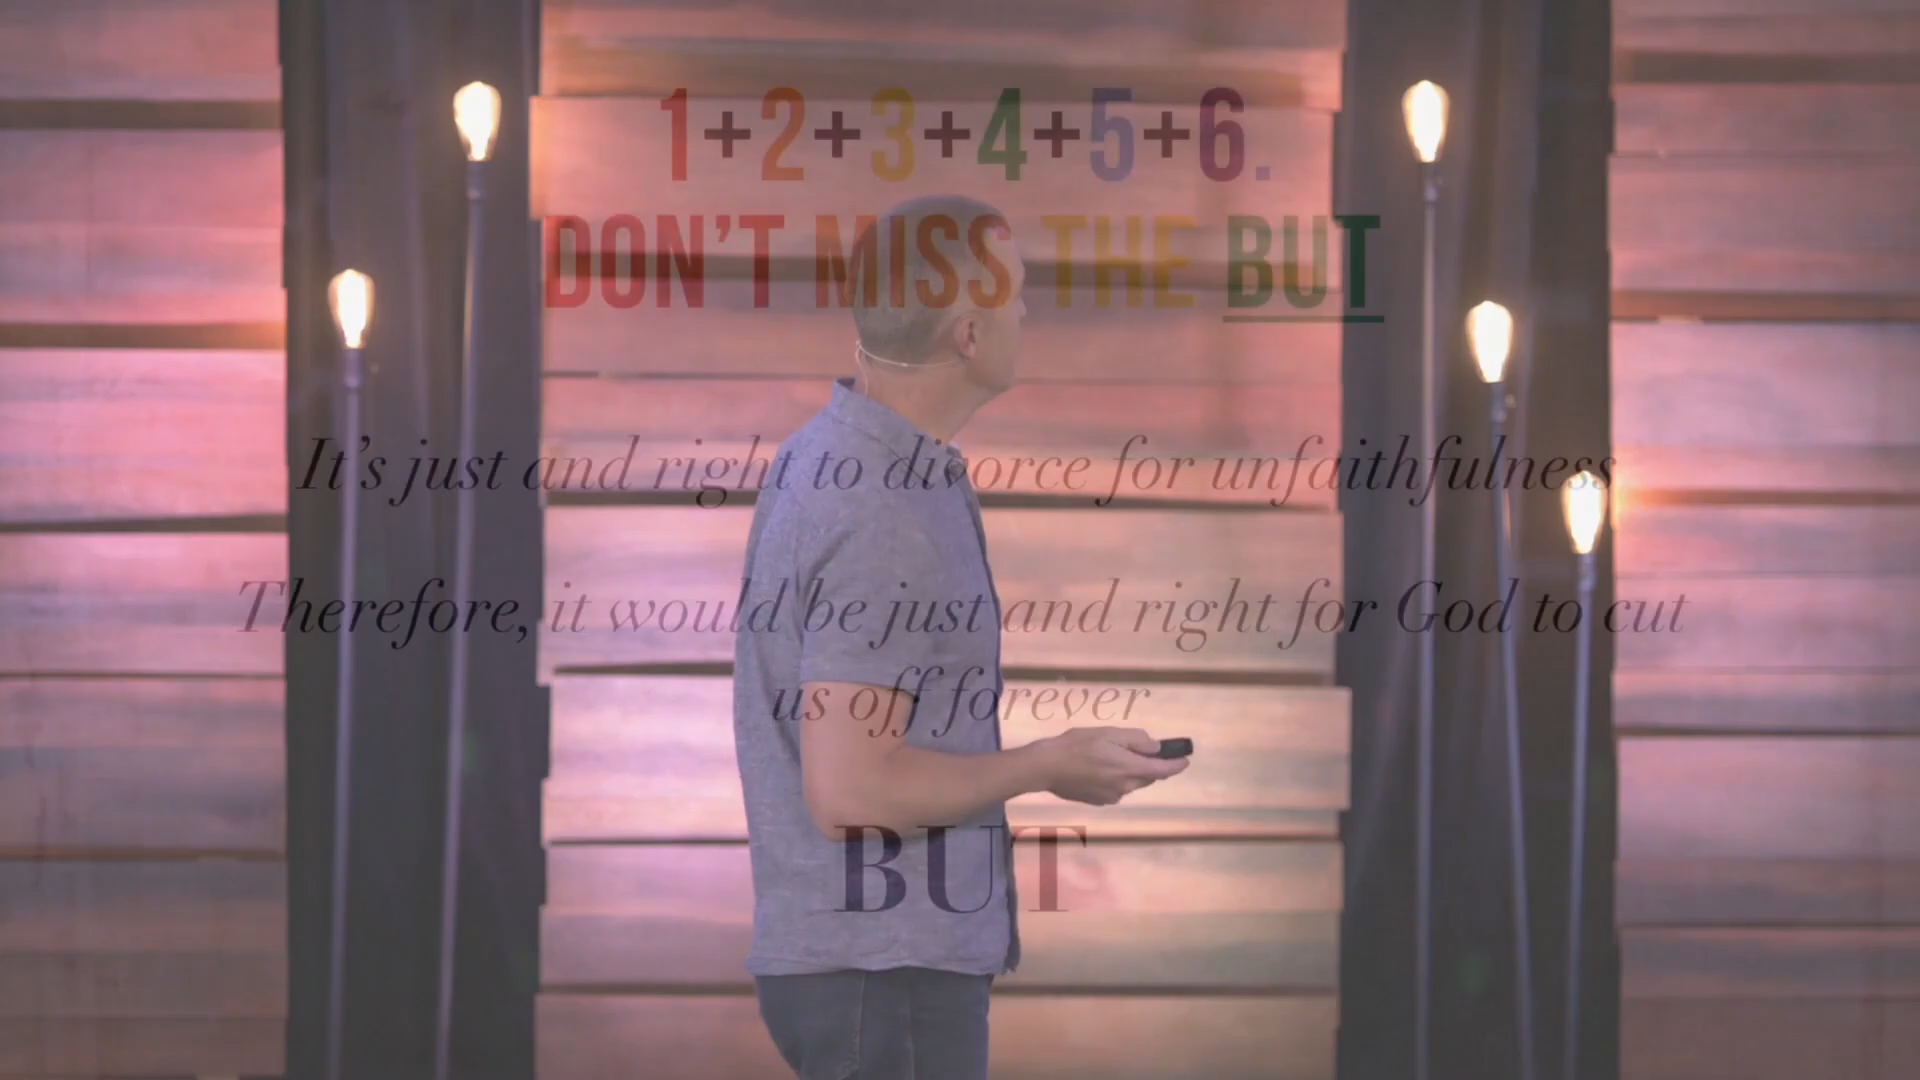 1+2+3+4+5+6.
DON'T MISS THE BUT
It's just and right to divorce for unfaithfulness
Therefore, it would be just and right for God to cut
us off forever
BUT